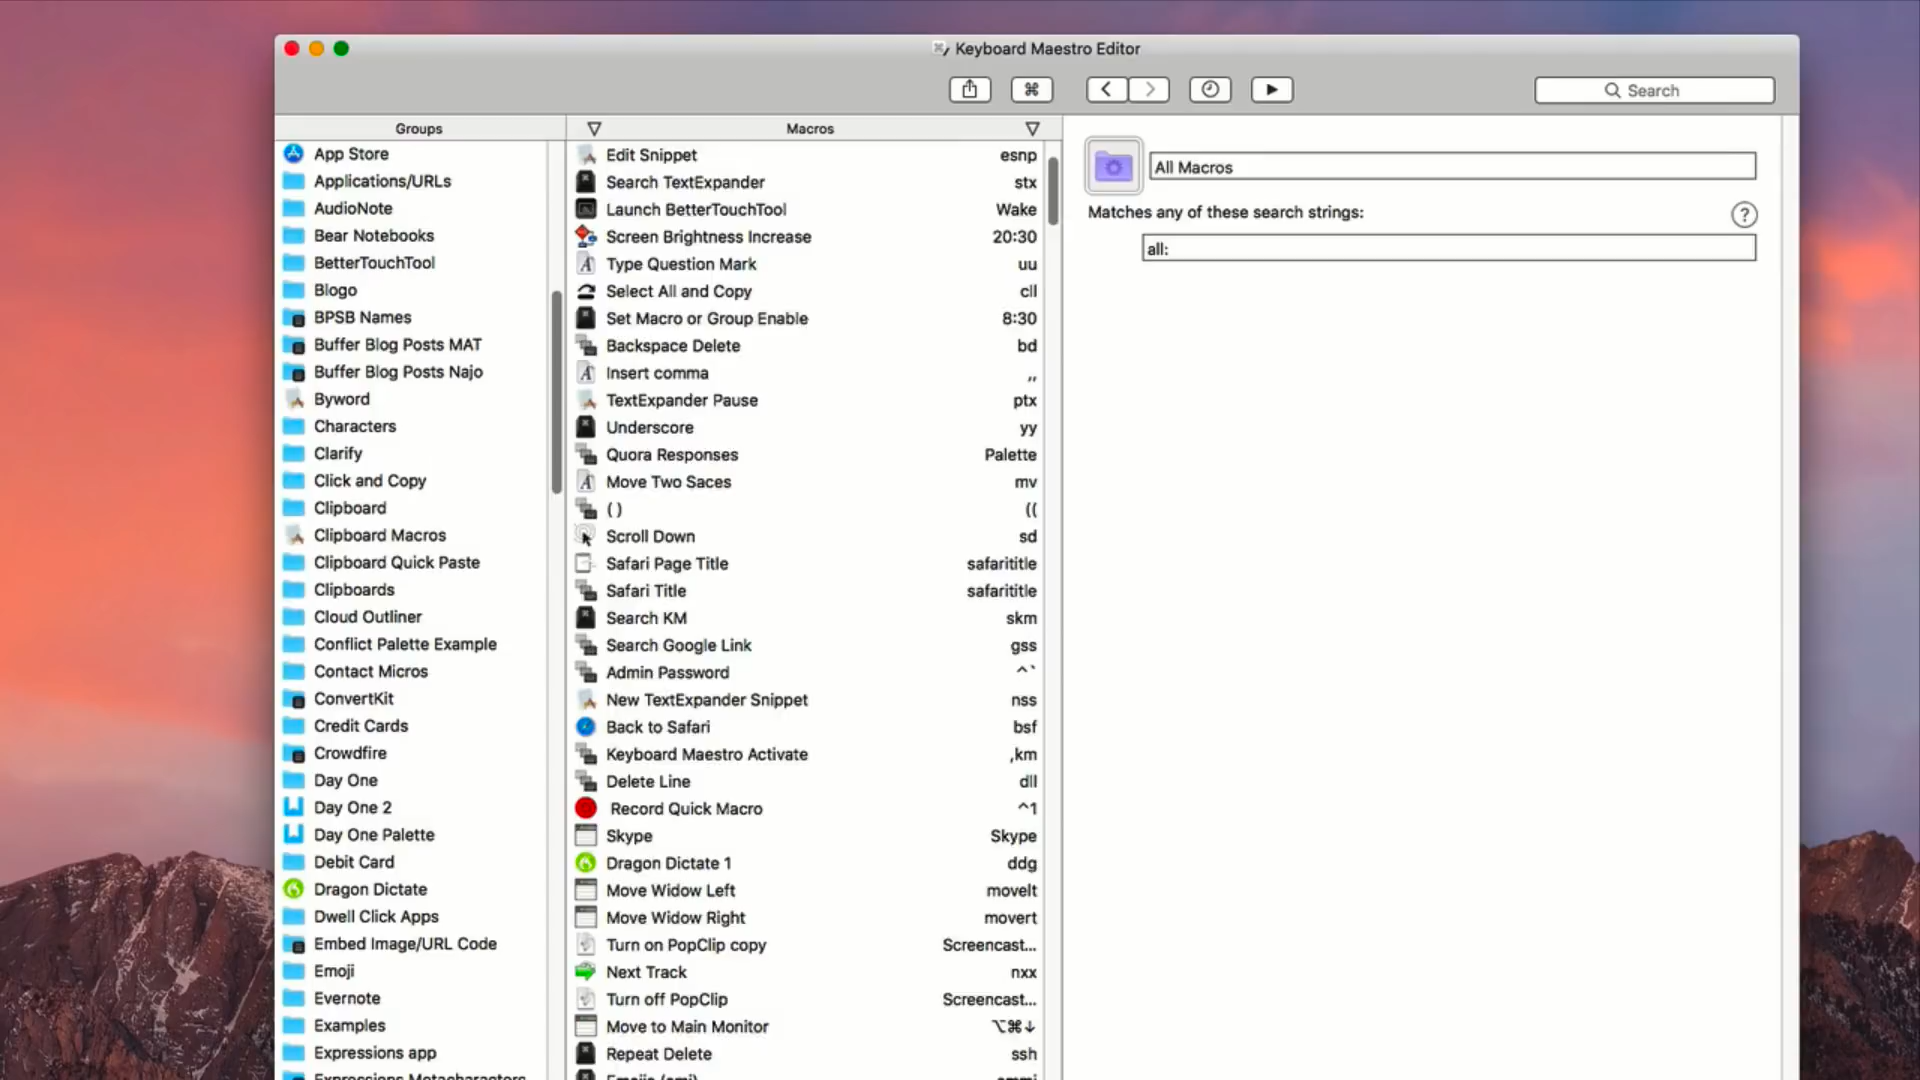 Keyboard Maestro Editor
Search
Groups
Macros
App Store
Applications/URLs
AudioNote
Bear Notebooks
BetterTouchTool
Blogo
BPSB Names
Buffer Blog Posts MAT
Buffer Blog Posts Najo
Byword
Characters
Clarify
Click and Copy
Clipboard
Clipboard Macros
Clipboard Quick Paste
Clipboards
Cloud Outliner
Conflict Palette Example
Contact Micros
ConvertKit
Credit Cards
Crowdfire
Day One
Day One 2
Day One Palette
Debit Card
Dragon Dictate
Dwell Click Apps
Embed Image/URL Code
Emoji
Evernote
Examples
Expressions app
Expressions Metacharacters
Edit Snippet esnp
Search TextExpander stx
Launch BetterTouchTool Wake
Screen Brightness Increase 20:30
Type Question Mark uu
Select All and Copy cll
Set Macro or Group Enable 8:30
Backspace Delete bd
Insert comma ,,
TextExpander Pause ptx
Underscore yy
Quora Responses Palette
Move Two Saces mv
( ) ((
Scroll Down sd
Safari Page Title safarititle
Safari Title safarititle
Search KM skm
Search Google Link gss
Admin Password ^`
New TextExpander Snippet nss
Back to Safari bsf
Keyboard Maestro Activate ,km
Delete Line dll
Record Quick Macro ^1
Skype Skype
Dragon Dictate 1 ddg
Move Widow Left movelt
Move Widow Right movert
Turn on PopClip copy Screencast...
Next Track nxx
Turn off PopClip Screencast...
Move to Main Monitor ⌥⌘↓
Repeat Delete ssh
All Macros
Matches any of these search strings:
?
all: